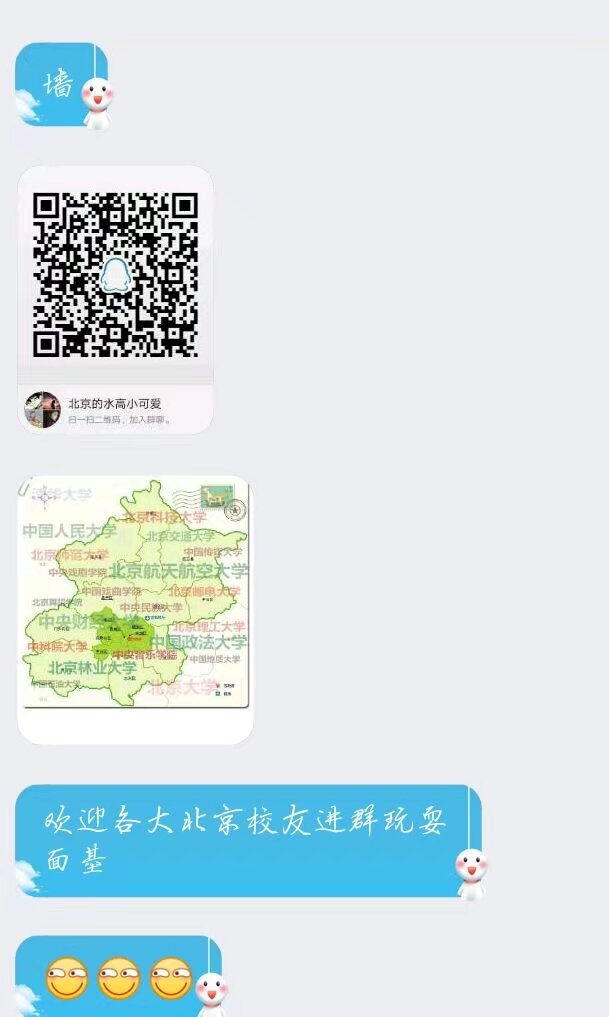 墙
北京的水高小可爱
扫一扫二维码，加入群聊。
清华大学
北京科技大学
中国人民大学
北京交通大学
北京师范大学
中国传媒大学
中央戏剧学院
北京航天航空大学
中国戏曲学院
北京邮电大学
北京舞蹈学院
中央民族大学
中央财经大学
北京理工大学
中国政法大学
中科院大学
中央音乐学院
中国地质大学
北京林业大学
中国石油大学
北京大学
欢迎各大北京校友进群玩耍
面基